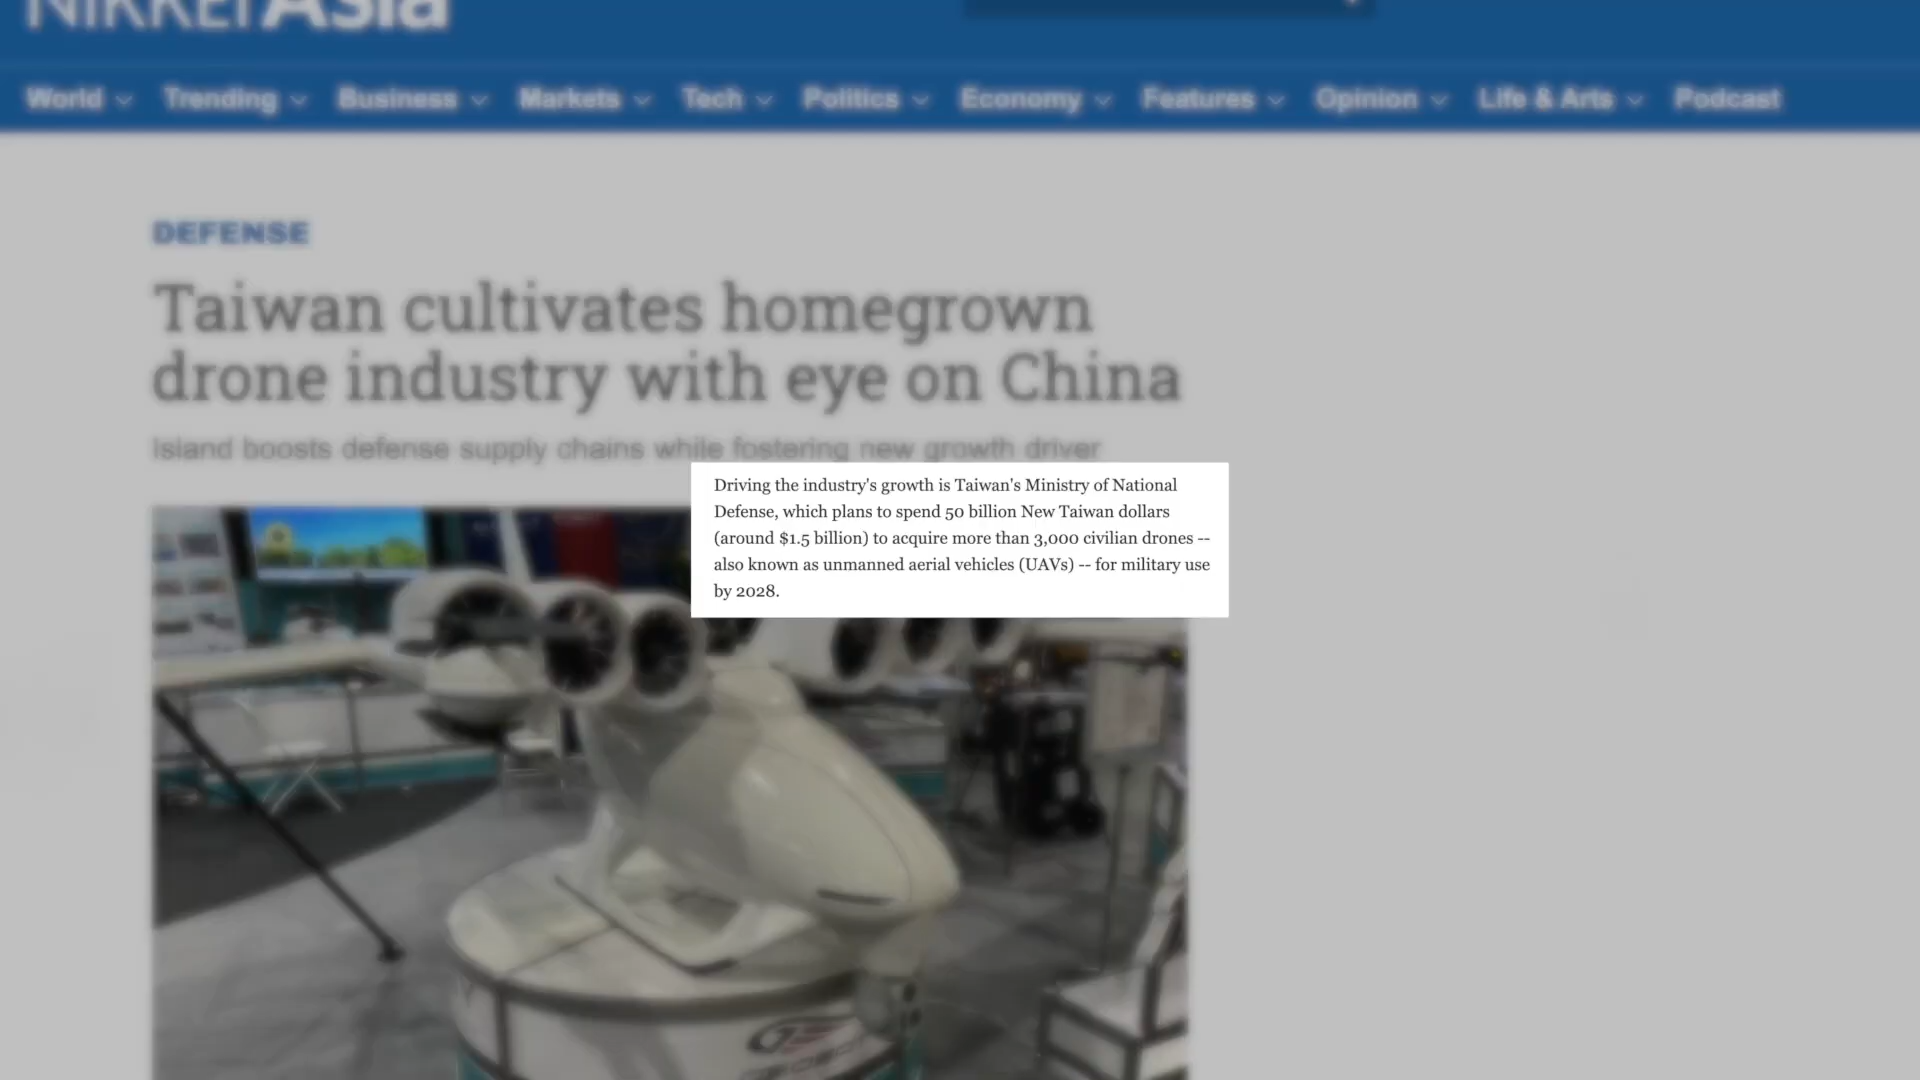 NIKKEI Asia
World Trending Business Markets Tech Politics Economy Features Opinion Life & Arts Podcast
DEFENSE
Taiwan cultivates homegrown
drone industry with eye on China
Island boosts defense supply chains while fostering new growth driver
Driving the industry's growth is Taiwan's Ministry of National
Defense, which plans to spend 50 billion New Taiwan dollars
(around $1.5 billion) to acquire more than 3,000 civilian drones --
also known as unmanned aerial vehicles (UAVs) -- for military use
by 2028.